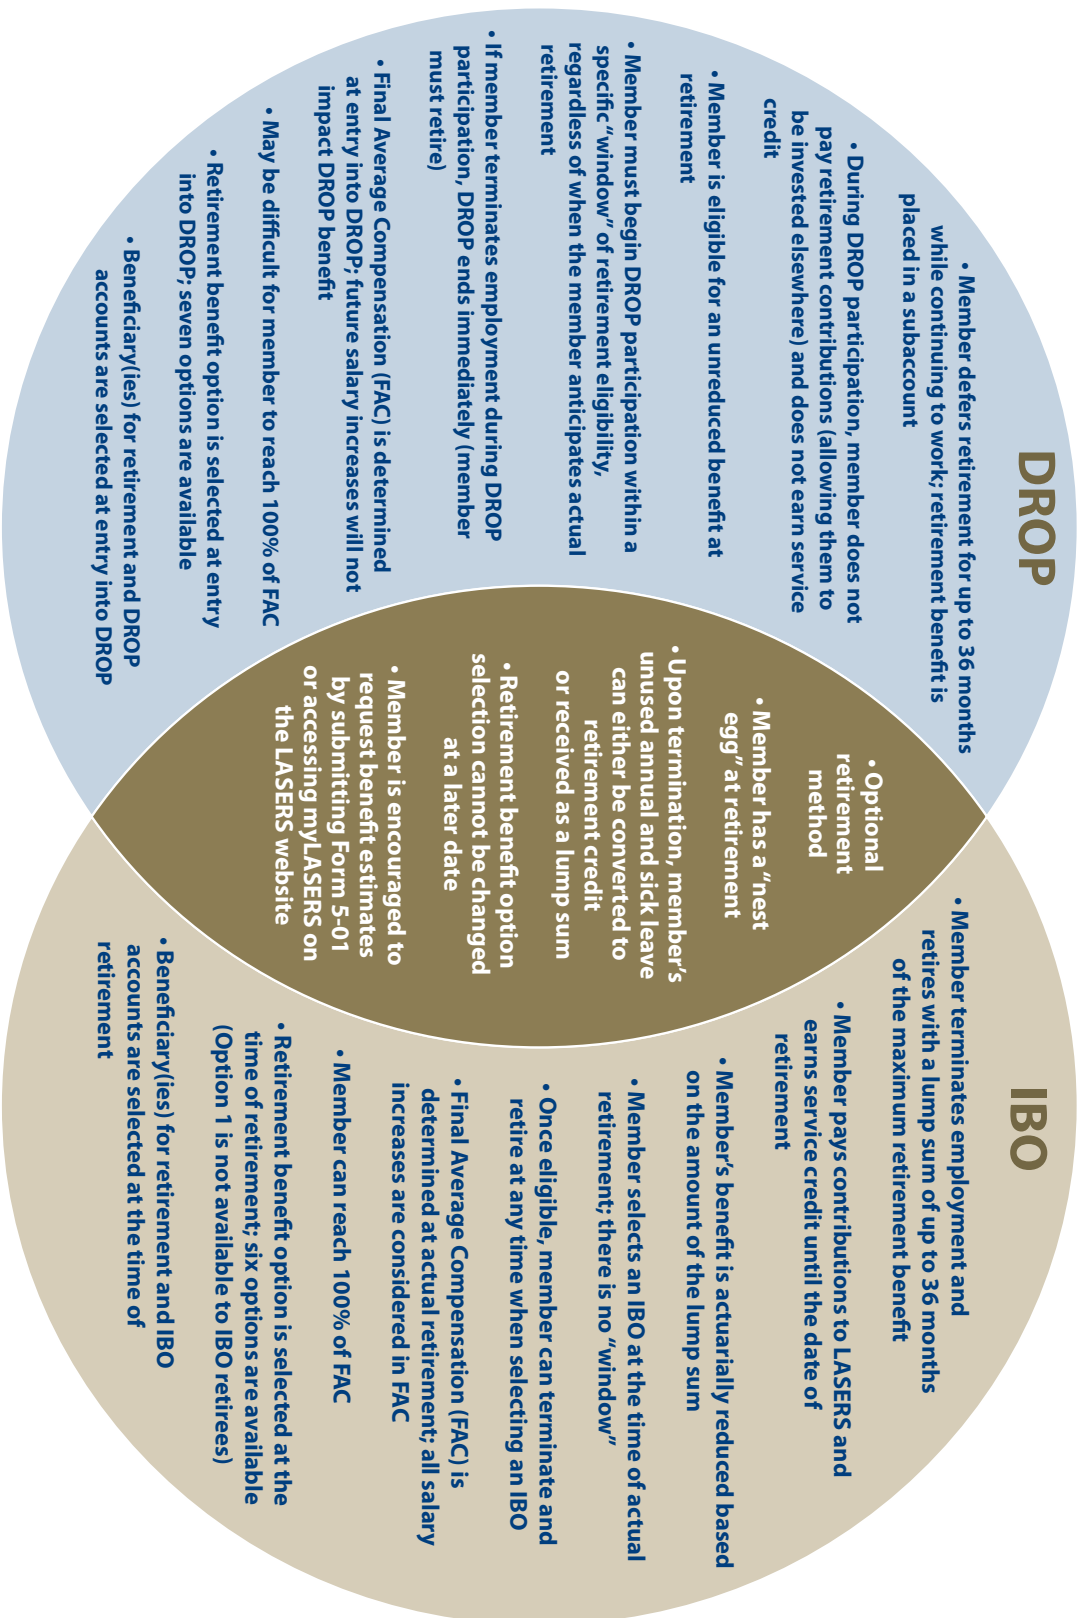 DROP
• Member defers retirement for up to 36 months
while continuing to work; retirement benefit is
placed in a subaccount
• During DROP participation, member does not
pay retirement contributions (allowing them to
be invested elsewhere) and does not earn service
credit
• Member is eligible for an unreduced benefit at
retirement
• Member must begin DROP participation within a
specific “window” of retirement eligibility,
regardless of when the member anticipates actual
retirement
• If member terminates employment during DROP
participation, DROP ends immediately (member
must retire)
• Final Average Compensation (FAC) is determined
at entry into DROP; future salary increases will not
impact DROP benefit
• May be difficult for member to reach 100% of FAC
• Retirement benefit option is selected at entry
into DROP; seven options are available
• Beneficiary(ies) for retirement and DROP
accounts are selected at entry into DROP
• Optional
retirement
method
• Member has a “nest
egg” at retirement
• Upon termination, member’s
unused annual and sick leave
can either be converted to
retirement credit
or received as a lump sum
• Retirement benefit option
selection cannot be changed
at a later date
• Member is encouraged to
request benefit estimates
by submitting Form 5-01
or accessing myLASERS on
the LASERS website
IBO
• Member terminates employment and
retires with a lump sum of up to 36 months
of the maximum retirement benefit
• Member pays contributions to LASERS and
earns service credit until the date of
retirement
• Member’s benefit is actuarially reduced based
on the amount of the lump sum
• Member selects an IBO at the time of actual
retirement; there is no “window”
• Once eligible, member can terminate and
retire at any time when selecting an IBO
• Final Average Compensation (FAC) is
determined at actual retirement; all salary
increases are considered in FAC
• Member can reach 100% of FAC
• Retirement benefit option is selected at the
time of retirement; six options are available
(Option 1 is not available to IBO retirees)
• Beneficiary(ies) for retirement and IBO
accounts are selected at the time of
retirement